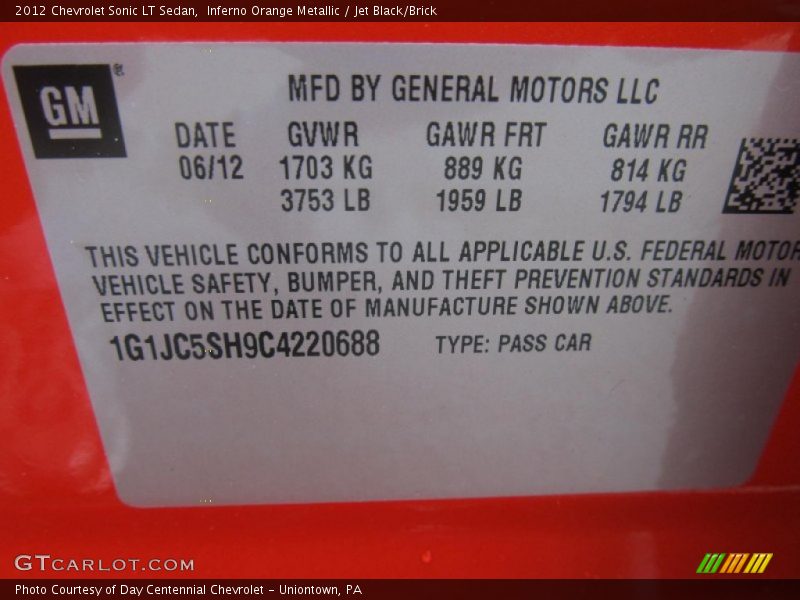 2012 Chevrolet Sonic LT Sedan,  Inferno Orange Metallic / Jet Black/Brick
GM®
MFD BY GENERAL MOTORS LLC
DATE GVWR GAWR FRT GAWR RR
06/12 1703 KG 889 KG 814 KG
3753 LB 1959 LB 1794 LB
THIS VEHICLE CONFORMS TO ALL APPLICABLE U.S. FEDERAL MOTOR
VEHICLE SAFETY, BUMPER, AND THEFT PREVENTION STANDARDS IN
EFFECT ON THE DATE OF MANUFACTURE SHOWN ABOVE.
1G1JC5SH9C4220688 TYPE: PASS CAR
GTCARLOT.COM
Photo Courtesy of Day Centennial Chevrolet - Uniontown, PA